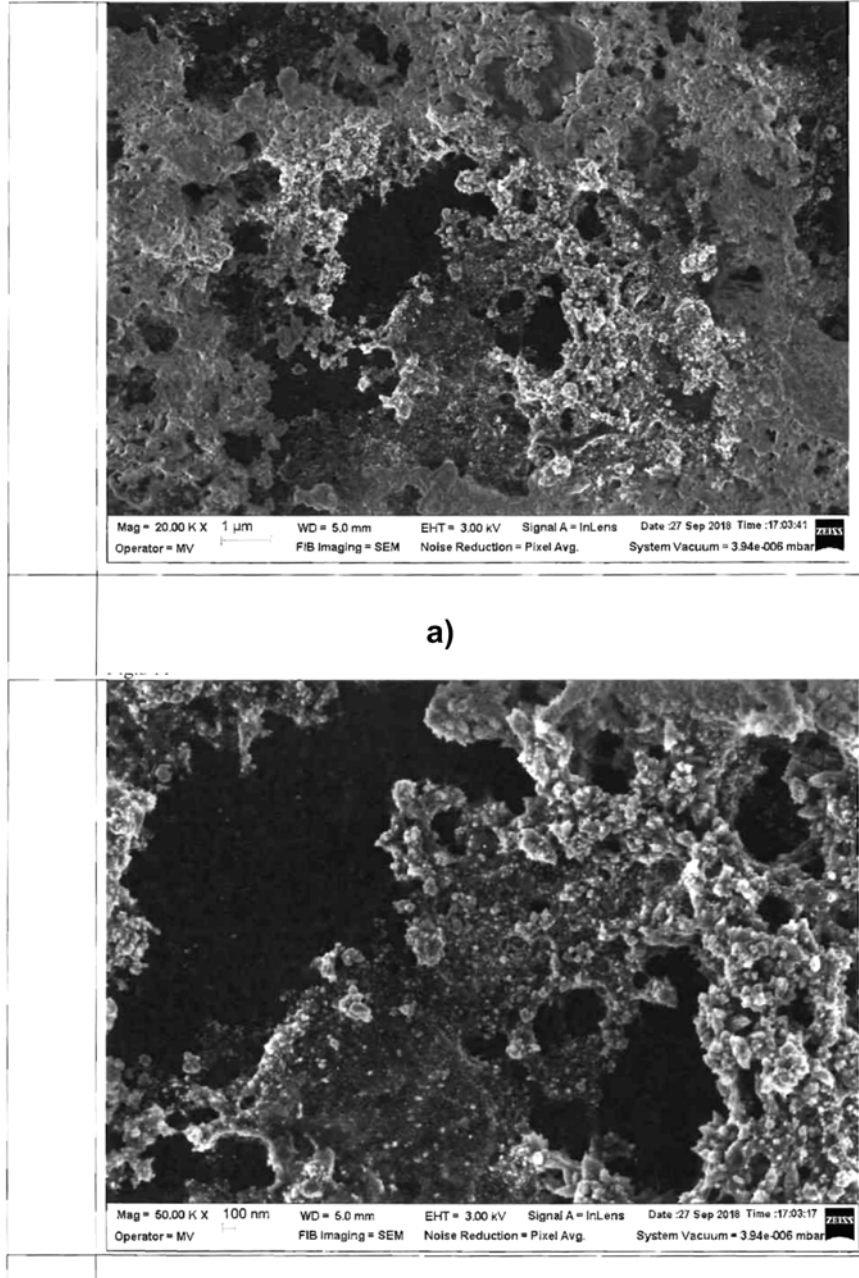 Mag = 20.00 K X 1 µm WD = 5.0 mm EHT = 3.00 kV Signal A = InLens Date :27 Sep 2018 Time :17:03:41 ZEISS
Operator = MV FIB Imaging = SEM Noise Reduction = Pixel Avg. System Vacuum = 3.94e-006 mbar
a)
Mag = 50.00 K X 100 nm WD = 5.0 mm EHT = 3.00 kV Signal A = InLens Date :27 Sep 2018 Time :17:03:17 ZEISS
Operator = MV FIB Imaging = SEM Noise Reduction = Pixel Avg. System Vacuum = 3.94e-006 mbar